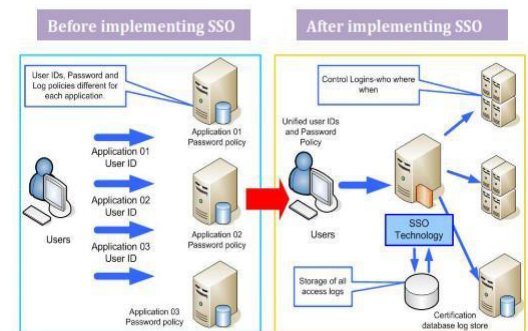 Before implementing SSO
After implementing SSO
User IDs, Password and
Log policies different for
each application.
Application 01
Password policy
Application 01
User ID
Application 02
User ID
Application 02
Password policy
Application 03
User ID
Users
Application 03
Password policy
Control Logins-who where
when
Unified user IDs
and Password
Policy
Users
SSO
Technology
Storage of all
access logs
Certification
database log store